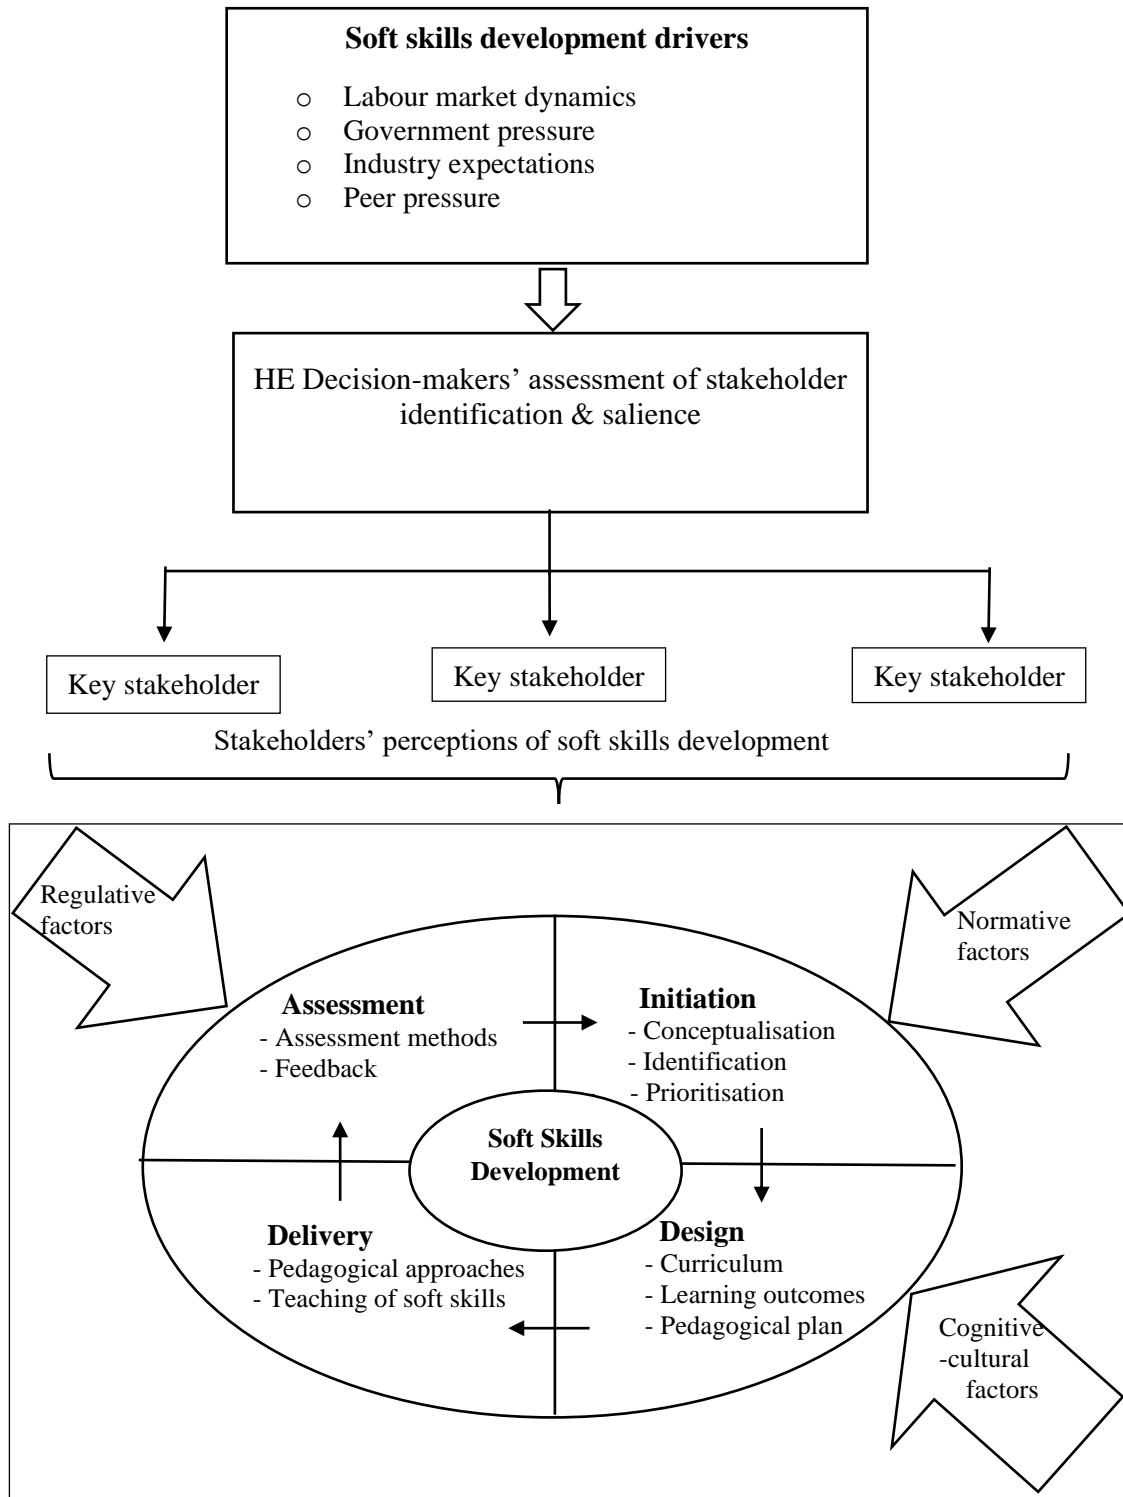 Soft skills development drivers
o Labour market dynamics
o Government pressure
o Industry expectations
o Peer pressure
HE Decision-makers’ assessment of stakeholder
identification & salience
Key stakeholder
Key stakeholder
Key stakeholder
Stakeholders’ perceptions of soft skills development
Regulative
factors
Normative
factors
Assessment
- Assessment methods
- Feedback
Initiation
- Conceptualisation
- Identification
- Prioritisation
Soft Skills
Development
Delivery
- Pedagogical approaches
- Teaching of soft skills
Design
- Curriculum
- Learning outcomes
- Pedagogical plan
Cognitive
-cultural
factors